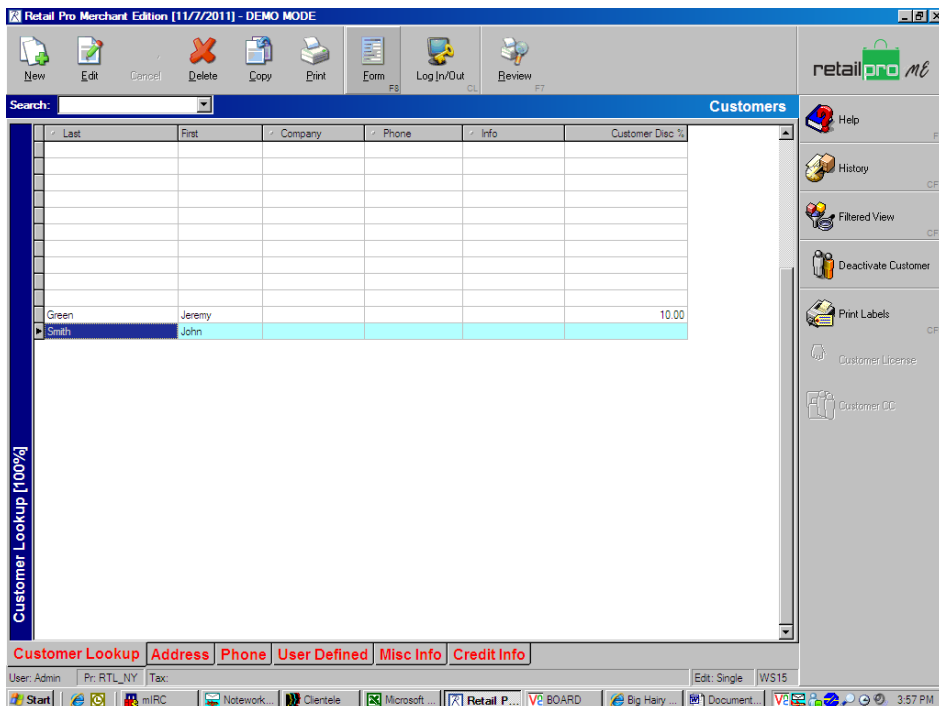 Retail Pro Merchant Edition [11/7/2011] - DEMO MODE
New Edit Cancel Delete Copy Print Form Log In/Out Review
F8 CL F7
retail pro ME
Search: Customers
Last First Company Phone Info Customer Disc %
Green Jeremy 10.00
Smith John
Help
F
History
CF
Filtered View
CF
Deactivate Customer
Print Labels
CF
Customer License
Customer CC
Customer Lookup [100%]
Customer Lookup Address Phone User Defined Misc Info Credit Info
User: Admin Pr: RTL_NY Tax: Edit: Single WS15
Start mIRC Notework... Clientele Microsoft ... Retail P... BOARD Big Hairy ... Document... 3:57 PM